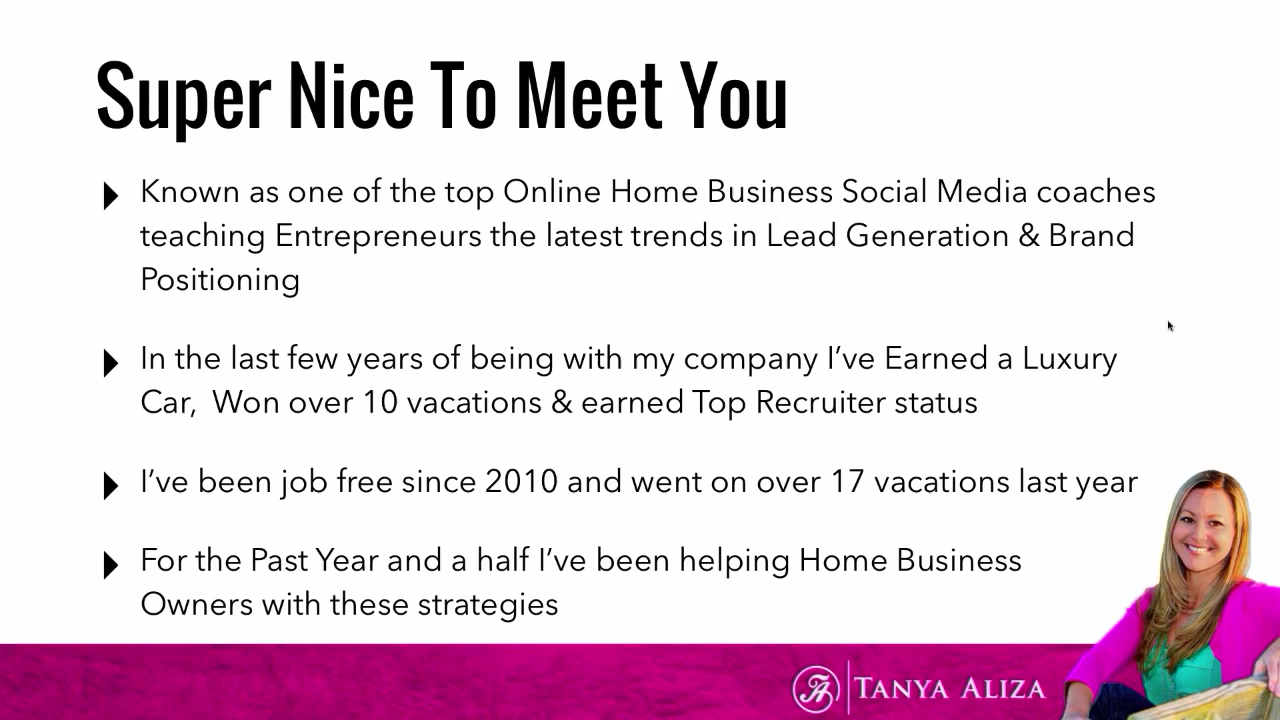 Super Nice To Meet You
Known as one of the top Online Home Business Social Media coaches
teaching Entrepreneurs the latest trends in Lead Generation & Brand
Positioning
In the last few years of being with my company I’ve Earned a Luxury
Car,  Won over 10 vacations & earned Top Recruiter status
I’ve been job free since 2010 and went on over 17 vacations last year
For the Past Year and a half I’ve been helping Home Business
Owners with these strategies
TANYA ALIZA